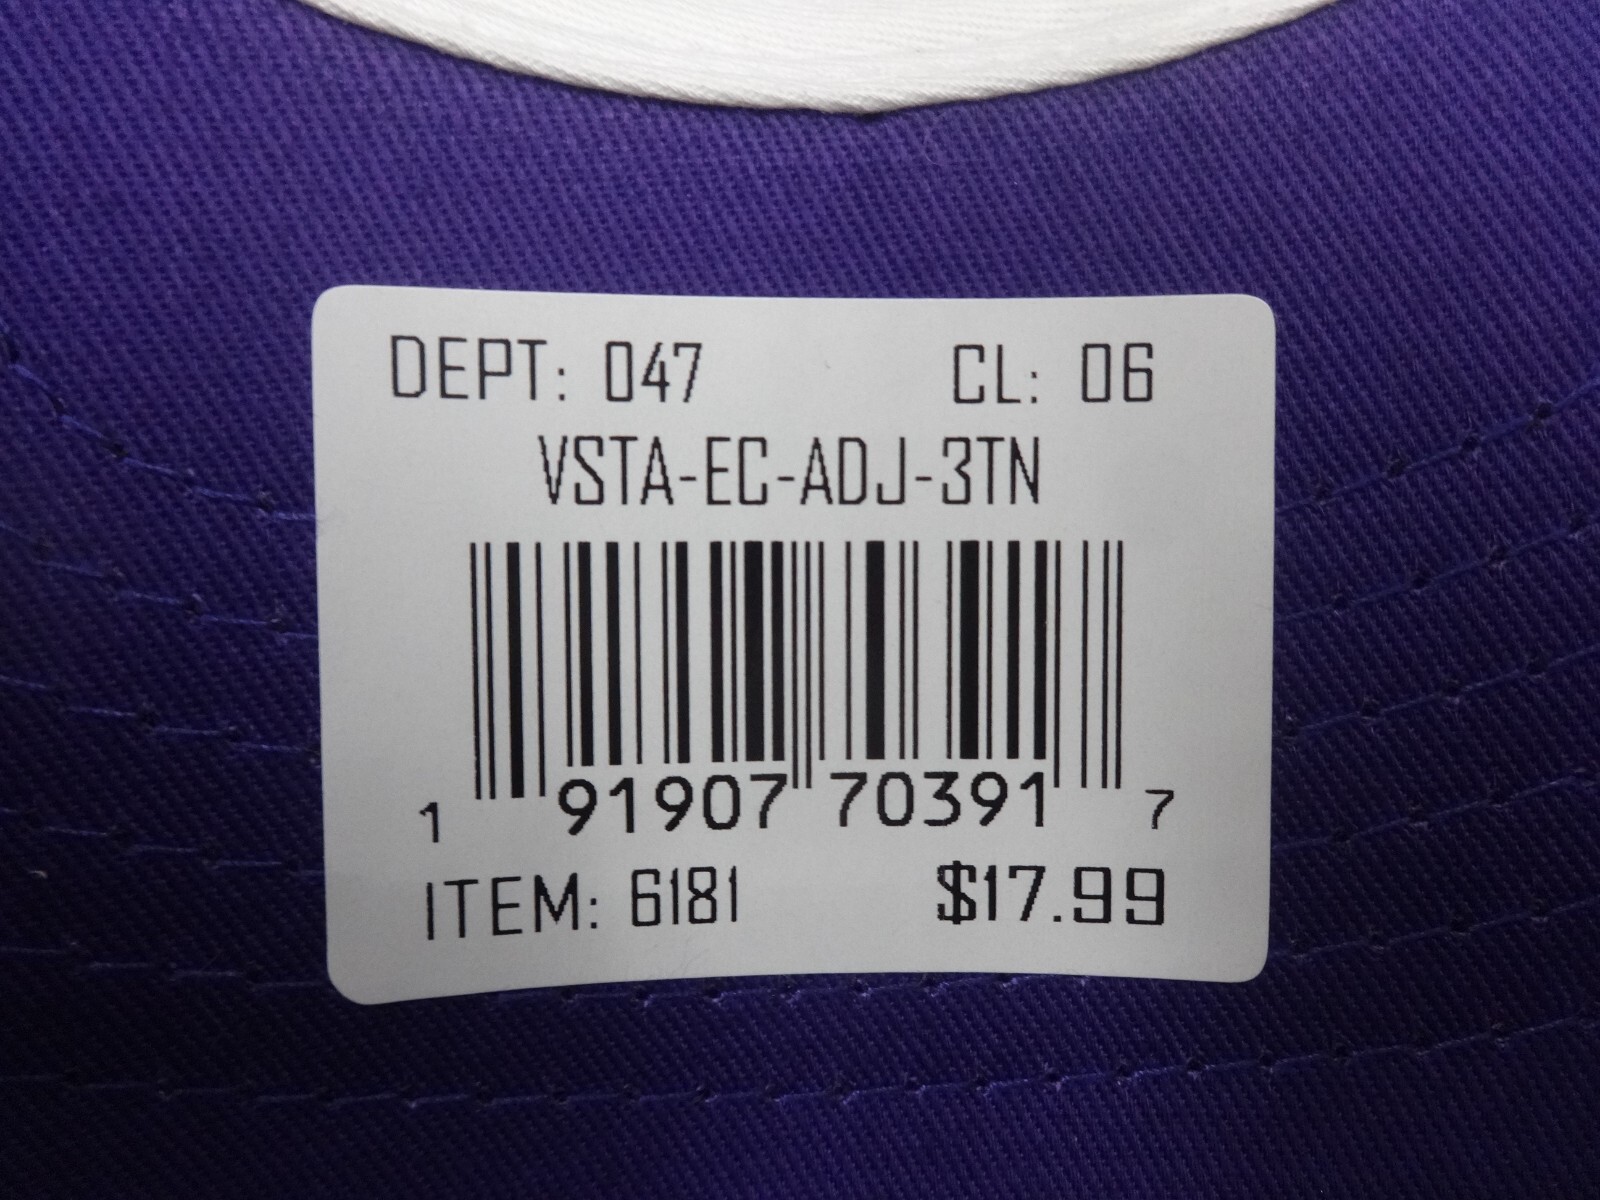 DEPT: 047 CL: 06
VSTA-EC-ADJ-3TN
1 91907 70391 7
ITEM: 6181 $17.99